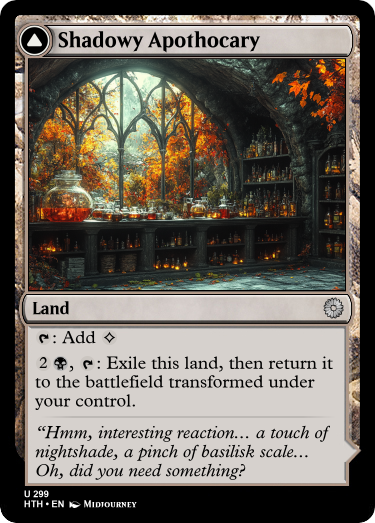 Shadowy Apothocary
Land
: Add
2 , : Exile this land, then return it
to the battlefield transformed under
your control.
“Hmm, interesting reaction… a touch of
nightshade, a pinch of basilisk scale…
Oh, did you need something?
U 299
HTH • EN Midjourney